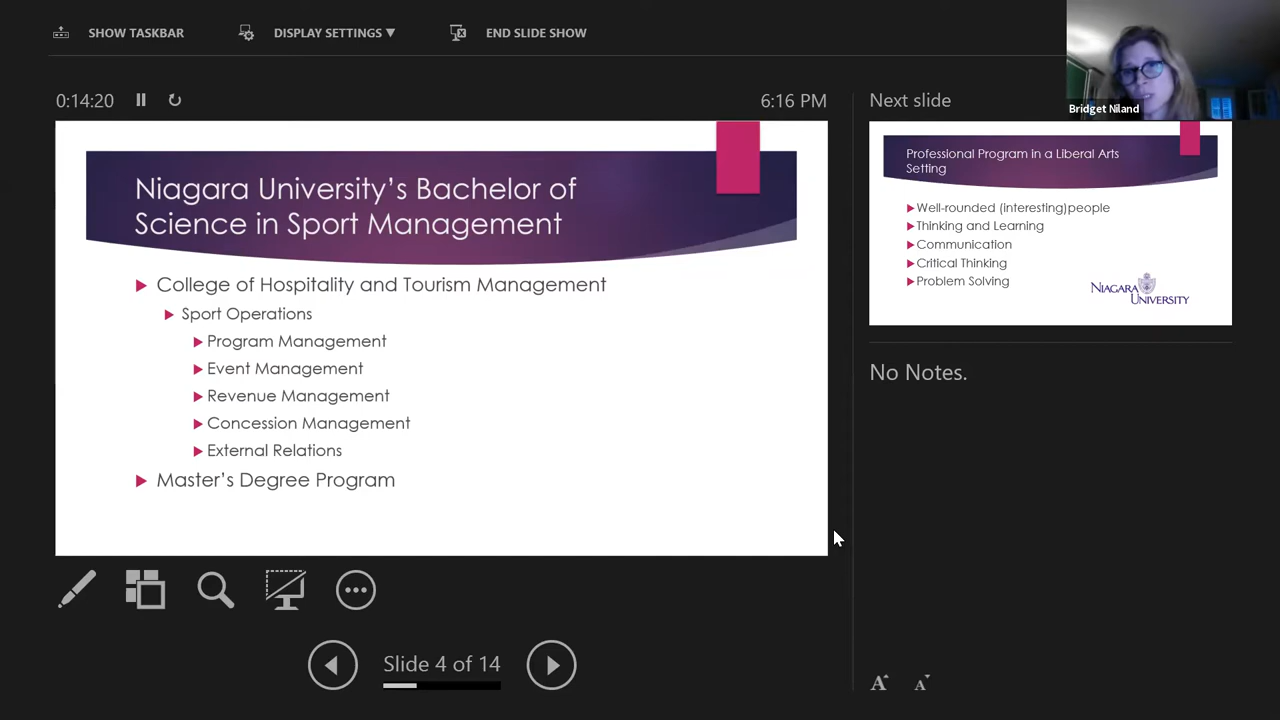 SHOW TASKBAR
DISPLAY SETTINGS ▼
END SLIDE SHOW
0:14:20
6:16 PM
Next slide
Bridget Niland
Niagara University's Bachelor of
Science in Sport Management
College of Hospitality and Tourism Management
Sport Operations
Program Management
Event Management
Revenue Management
Concession Management
External Relations
Master's Degree Program
Professional Program in a Liberal Arts
Setting
Well-rounded (interesting)people
Thinking and Learning
Communication
Critical Thinking
Problem Solving
NIAGARA
UNIVERSITY
No Notes.
Slide 4 of 14
A A